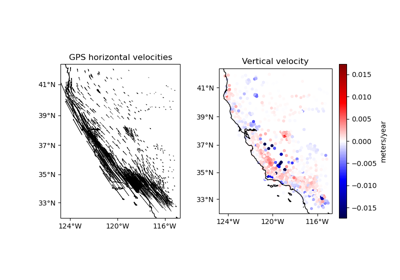 GPS horizontal velocities
41°N
39°N
37°N
35°N
33°N
124°W
120°W
116°W
Vertical velocity
41°N
39°N
37°N
35°N
33°N
124°W
120°W
116°W
0.015
0.010
0.005
0.000
−0.005
−0.010
−0.015
meters/year